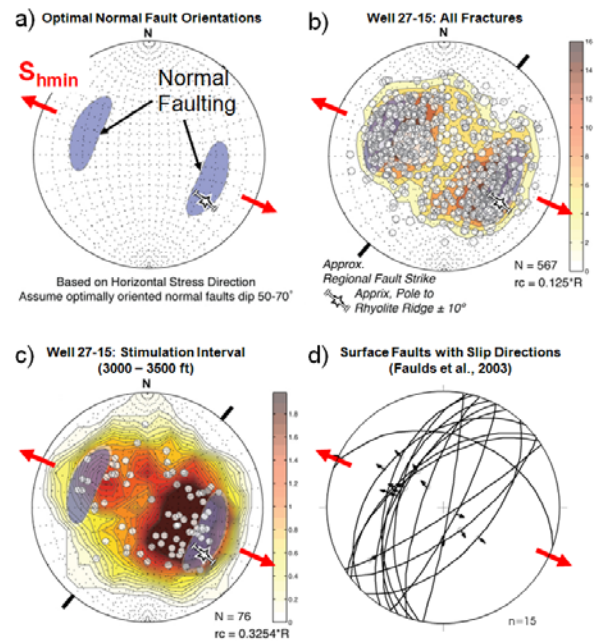 a) Optimal Normal Fault Orientations
N
Shmin
Normal
Faulting
Based on Horizontal Stress Direction
Assume optimally oriented normal faults dip 50-70°
b) Well 27-15: All Fractures
N
16
14
12
10
8
6
4
2
0
Approx.
Regional Fault Strike
Apprix, Pole to
Rhyolite Ridge ± 10°
N = 567
rc = 0.125*R
c) Well 27-15: Stimulation Interval
(3000 – 3500 ft)
N
1.8
1.6
1.4
1.2
1
0.8
0.6
0.4
0.2
0
N = 76
rc = 0.3254*R
d) Surface Faults with Slip Directions
(Faulds et al., 2003)
n=15